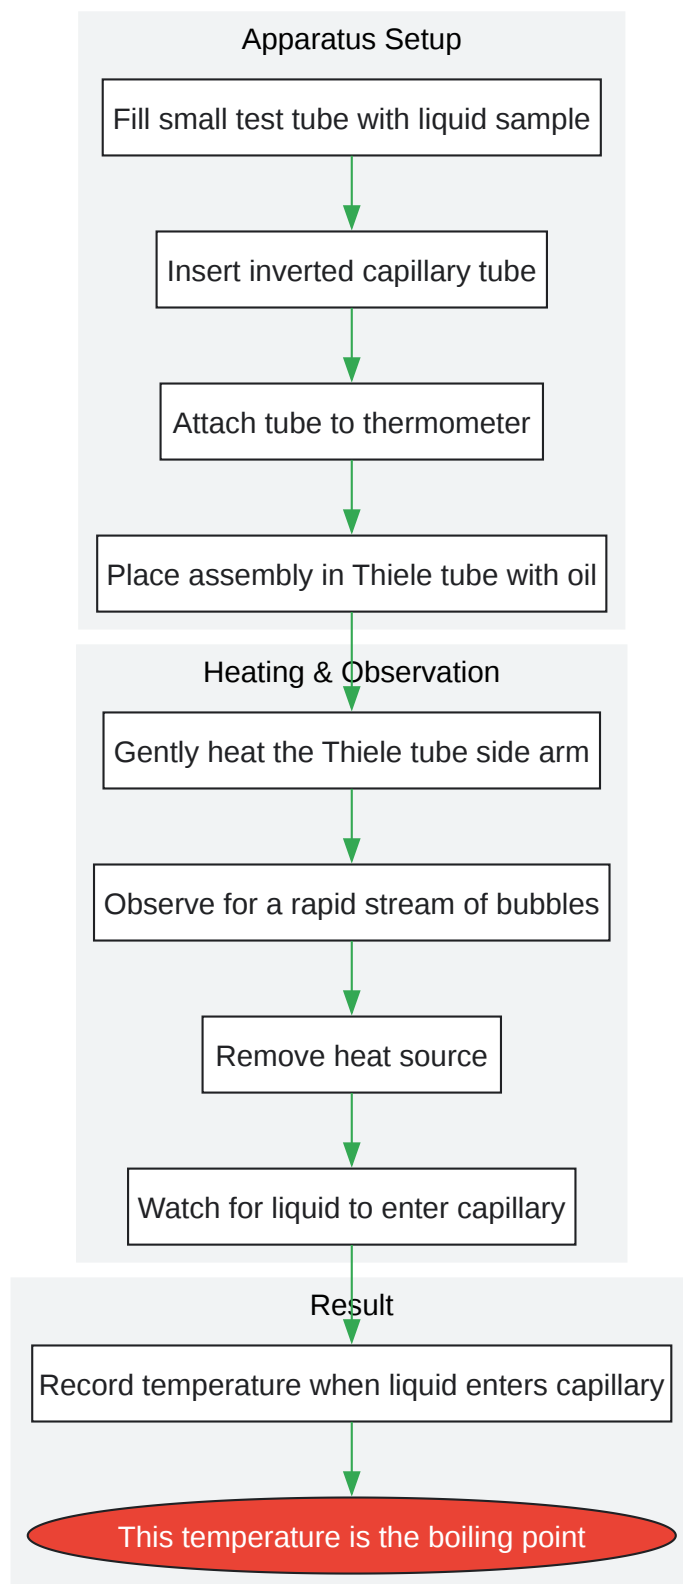 Apparatus Setup
Fill small test tube with liquid sample
Insert inverted capillary tube
Attach tube to thermometer
Place assembly in Thiele tube with oil
Heating & Observation
Gently heat the Thiele tube side arm
Observe for a rapid stream of bubbles
Remove heat source
Watch for liquid to enter capillary
Result
Record temperature when liquid enters capillary
This temperature is the boiling point